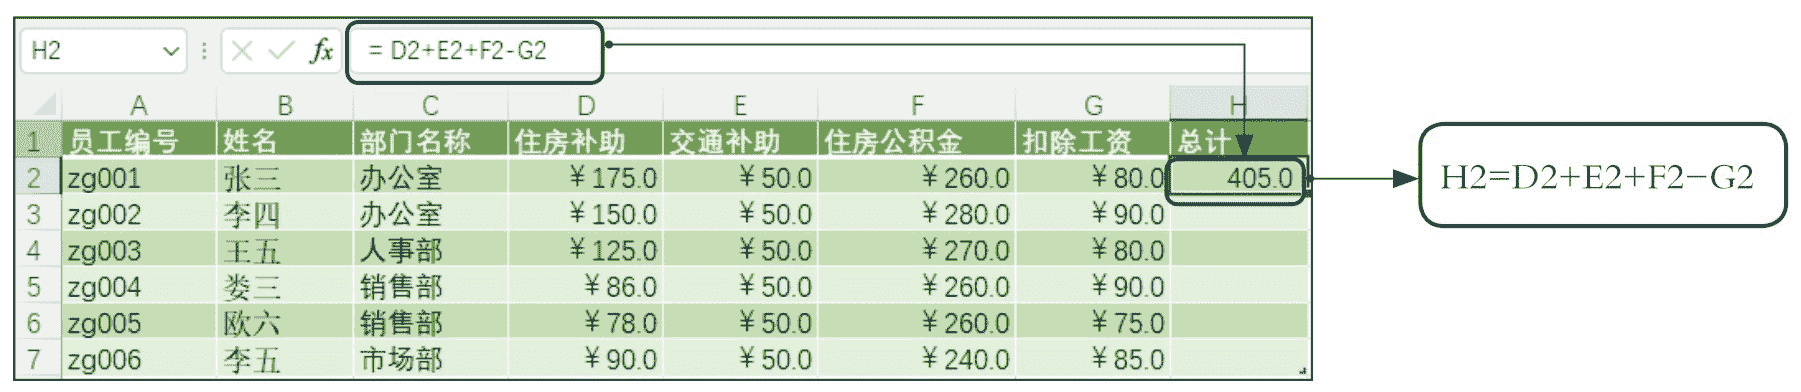 H2 fx = D2+E2+F2-G2
A B C D E F G H
1 员工编号 姓名 部门名称 住房补助 交通补助 住房公积金 扣除工资 总计
2 zg001 张三 办公室 ￥175.0 ￥50.0 ￥260.0 ￥80.0 405.0
H2=D2+E2+F2−G2
3 zg002 李四 办公室 ￥150.0 ￥50.0 ￥280.0 ￥90.0
4 zg003 王五 人事部 ￥125.0 ￥50.0 ￥270.0 ￥80.0
5 zg004 娄三 销售部 ￥86.0 ￥50.0 ￥260.0 ￥90.0
6 zg005 欧六 销售部 ￥78.0 ￥50.0 ￥260.0 ￥75.0
7 zg006 李五 市场部 ￥90.0 ￥50.0 ￥240.0 ￥85.0